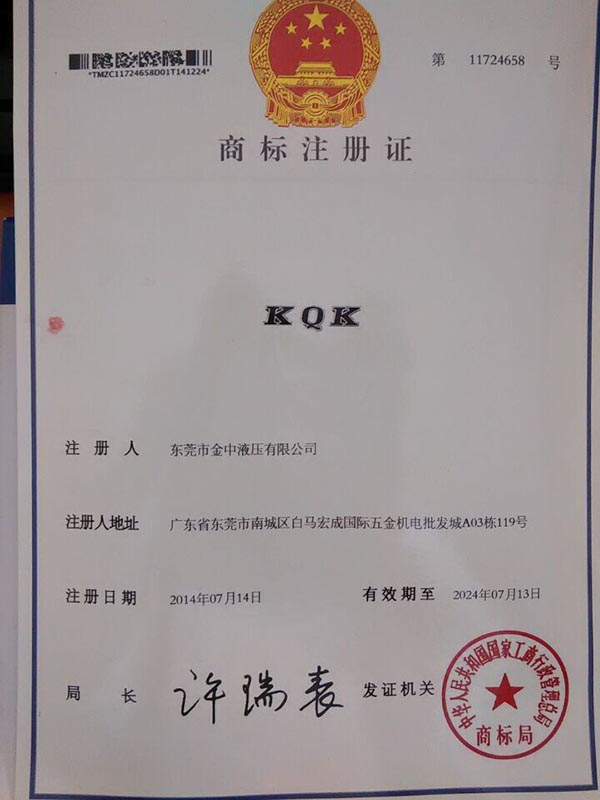 *TMZC11724658D01T141224*
第 11724658 号
商标注册证
KQK
注册人 东莞市金中液压有限公司
注册人地址 广东省东莞市南城区白马宏成国际五金机电批发城A03栋119号
注册日期 2014年07月14日 有效期至 2024年07月13日
局长 许瑞表 发证机关
中华人民共和国国家工商行政管理总局
商标局